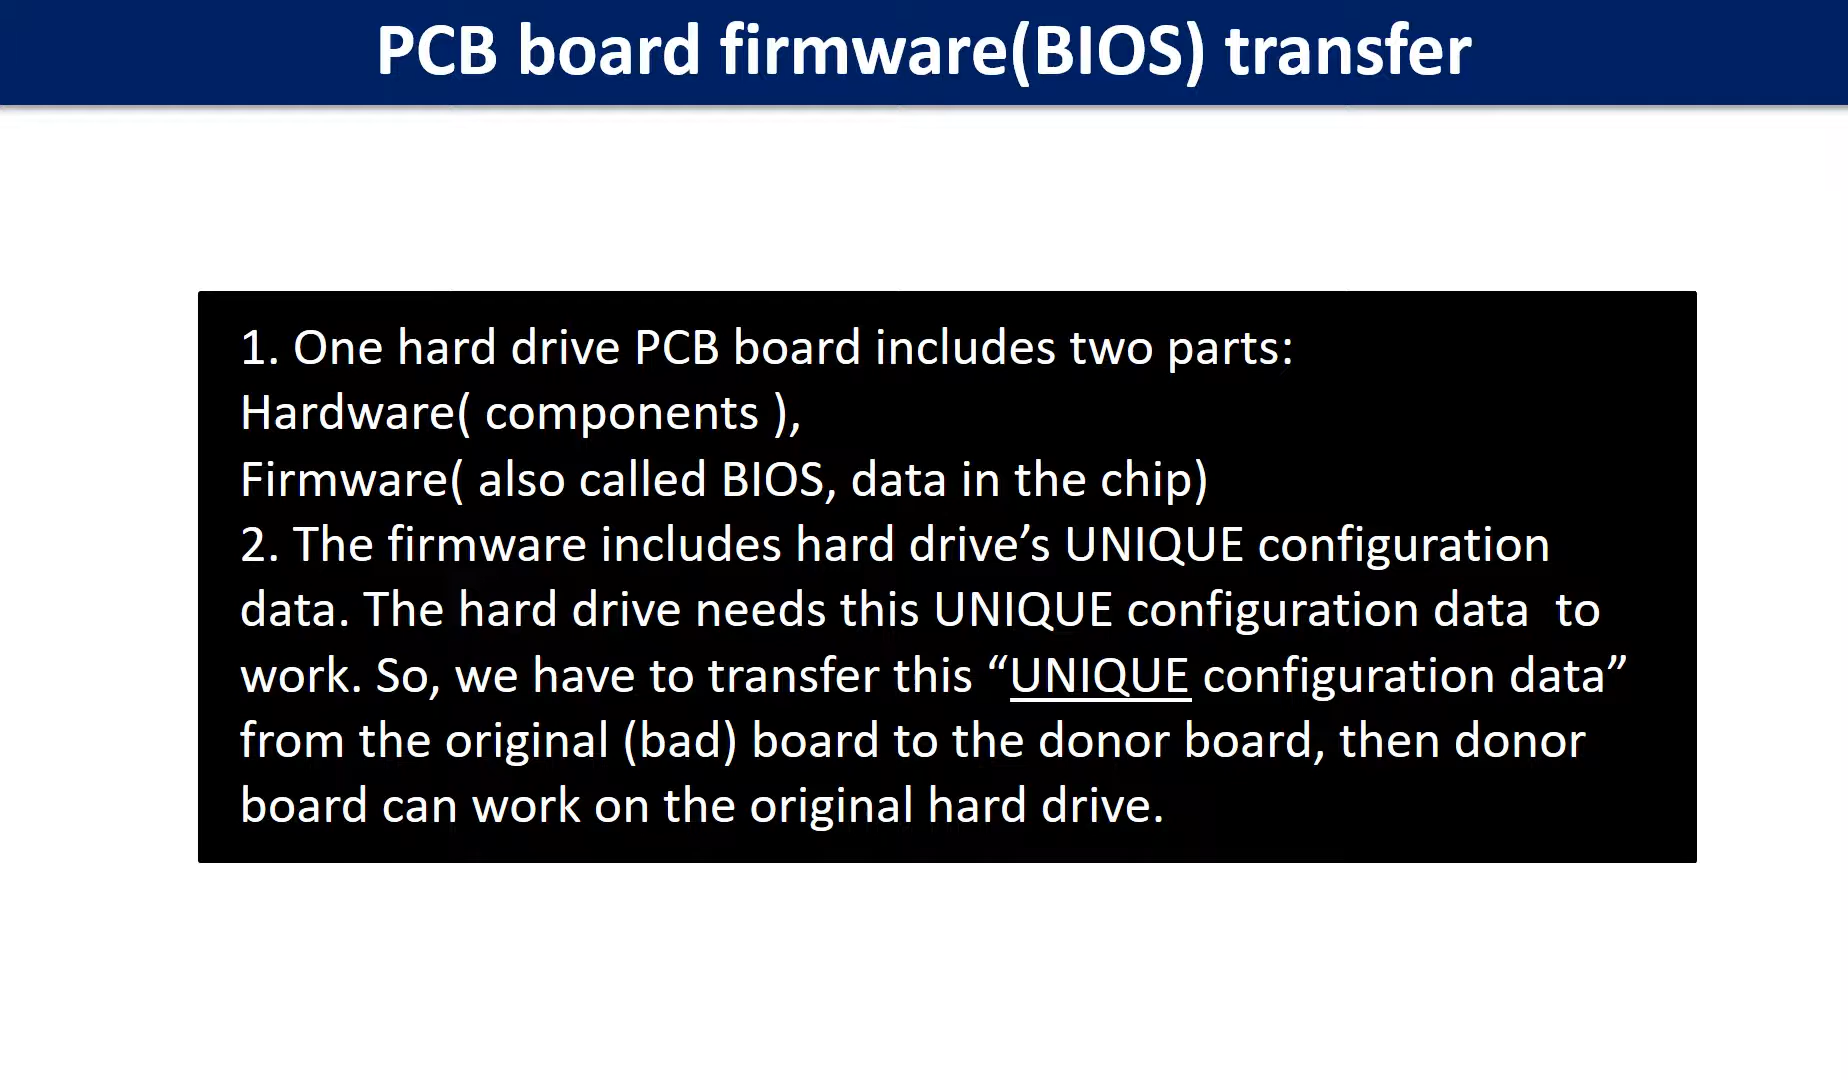 PCB board firmware(BIOS) transfer
1. One hard drive PCB board includes two parts:
Hardware( components ),
Firmware( also called BIOS, data in the chip)
2. The firmware includes hard drive’s UNIQUE configuration
data. The hard drive needs this UNIQUE configuration data  to
work. So, we have to transfer this “UNIQUE configuration data”
from the original (bad) board to the donor board, then donor
board can work on the original hard drive.